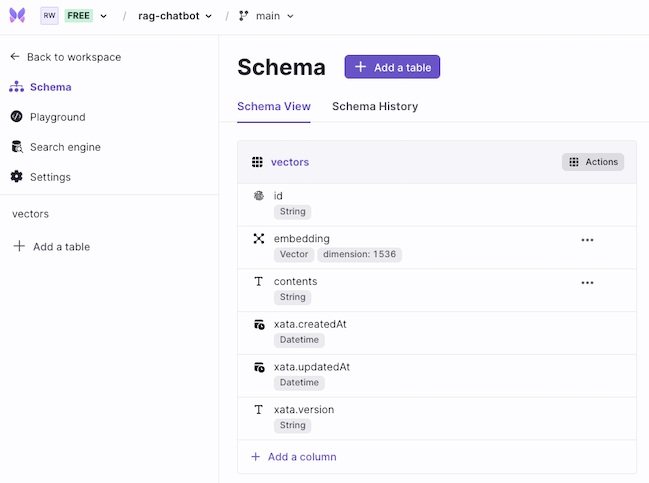 RW FREE / rag-chatbot / main
Back to workspace
Schema
Playground
Search engine
Settings
vectors
Add a table
Schema
Add a table
Schema View Schema History
vectors Actions
id
String
embedding
Vector dimension: 1536
contents
String
xata.createdAt
Datetime
xata.updatedAt
Datetime
xata.version
String
Add a column